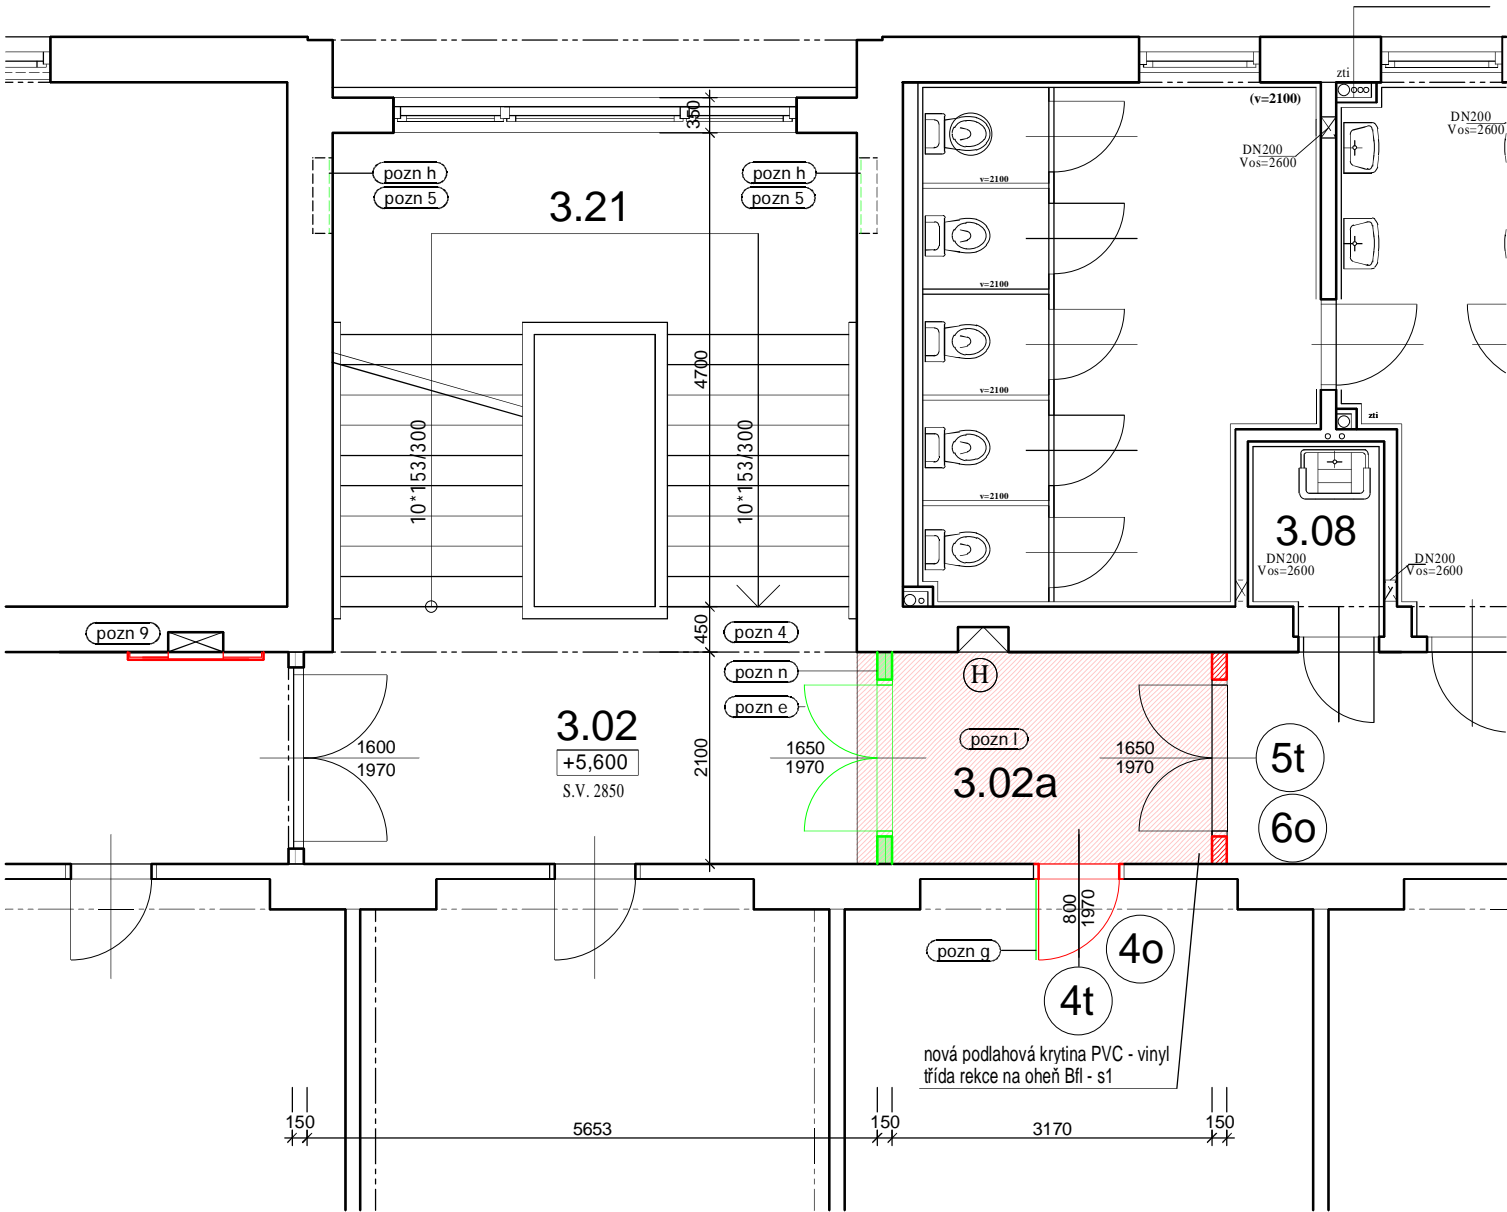 zti
(v=2100)
DN200
Vos=2600
DN200
Vos=2600
350
pozn h
pozn 5
pozn h
pozn 5
3.21
v=2100
v=2100
v=2100
v=2100
4700
10*153/300
10*153/300
zti
3.08
DN200
Vos=2600
DN200
Vos=2600
pozn 9
450
pozn 4
pozn n
pozn e
H
3.02
+5,600
S.V. 2850
1600
1970
2100
1650
1970
pozn l
3.02a
1650
1970
5t
6o
800
1970
pozn g
4o
4t
nová podlahová krytina PVC - vinyl
třída rekce na oheň Bfl - s1
150
5653
150
3170
150